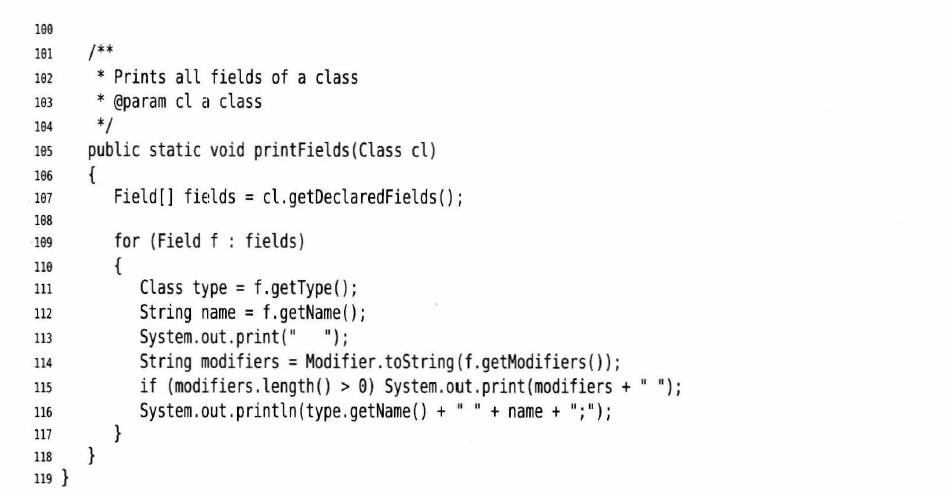 100
101    /**
102     * Prints all fields of a class
103     * @param cl a class
104     */
105    public static void printFields(Class cl)
106    {
107       Field[] fields = cl.getDeclaredFields();
108
109       for (Field f : fields)
110       {
111          Class type = f.getType();
112          String name = f.getName();
113          System.out.print("   ");
114          String modifiers = Modifier.toString(f.getModifiers());
115          if (modifiers.length() > 0) System.out.print(modifiers + " ");
116          System.out.println(type.getName() + " " + name + ";");
117       }
118    }
119 }